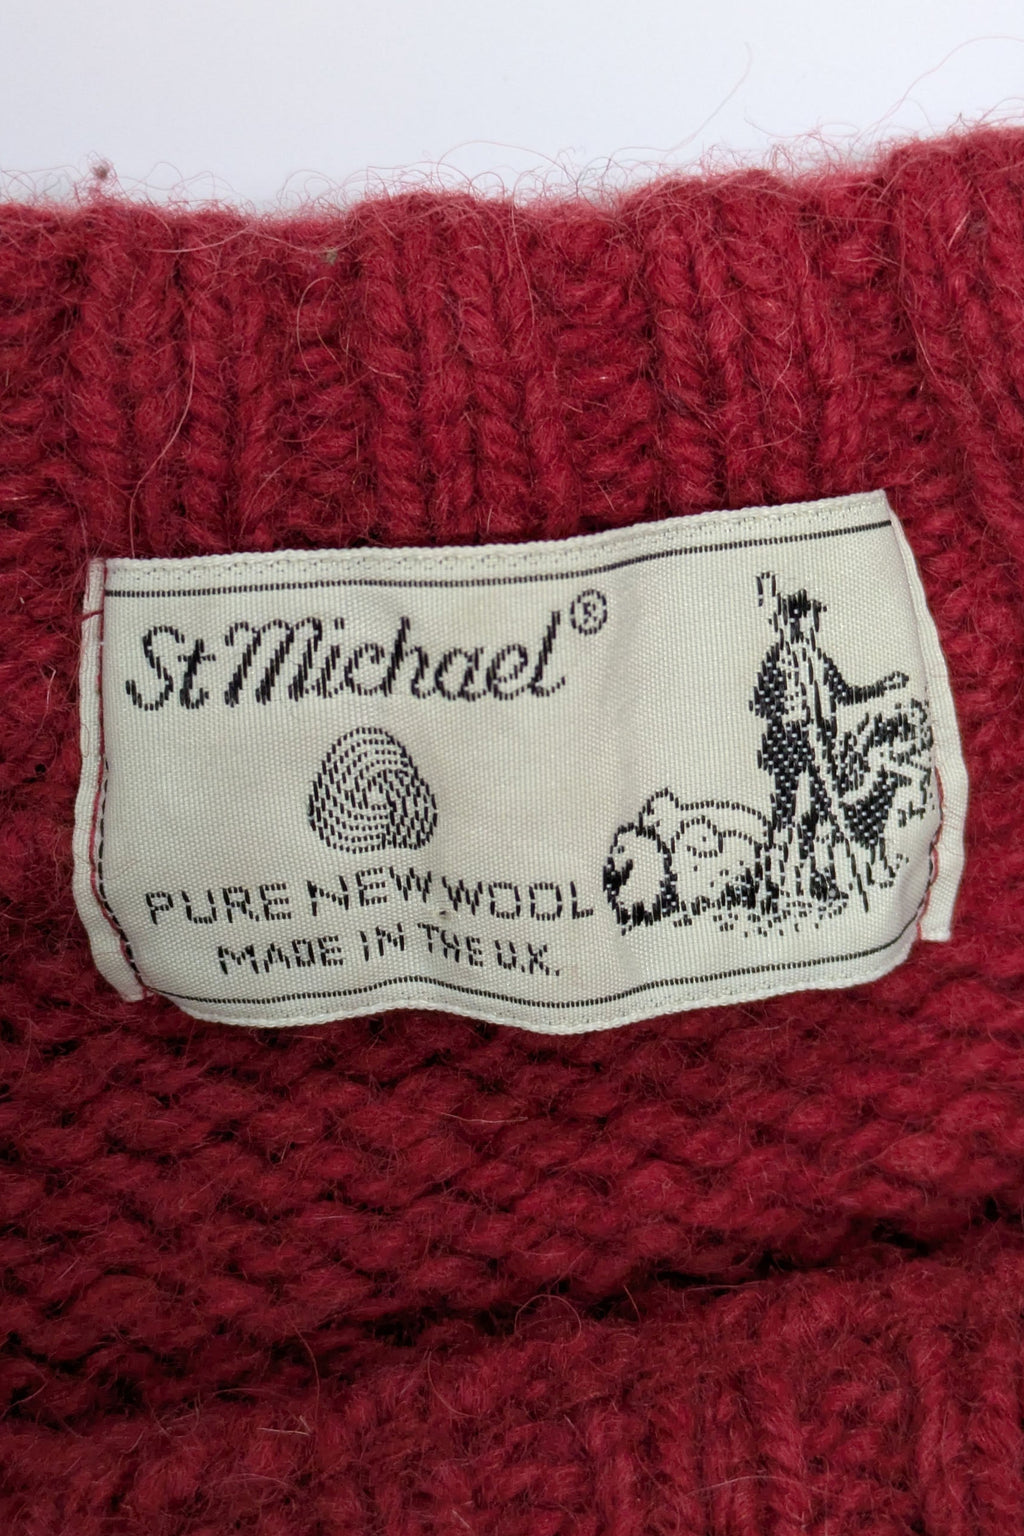 St Michael®
PURE NEW WOOL
MADE IN THE U.K.